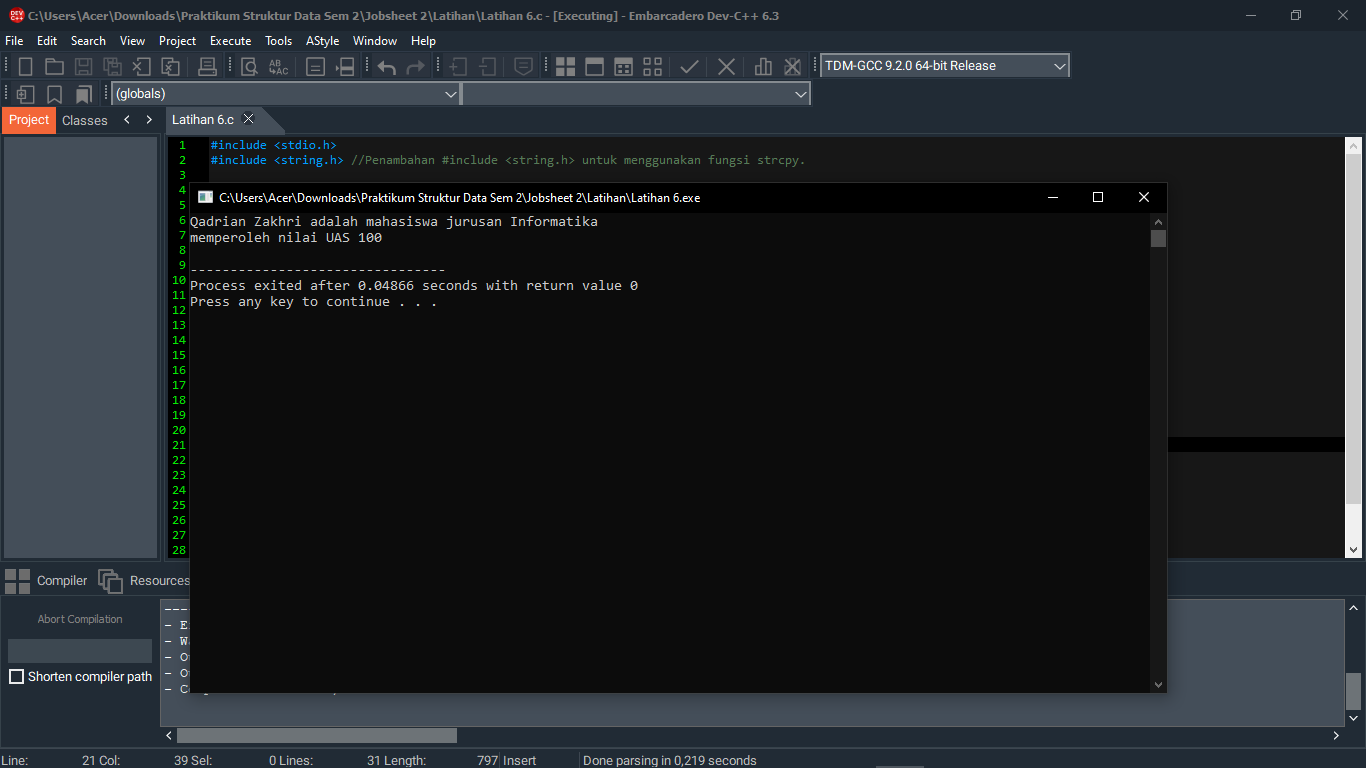 C:\Users\Acer\Downloads\Praktikum Struktur Data Sem 2\Jobsheet 2\Latihan\Latihan 6.c - [Executing] - Embarcadero Dev-C++ 6.3
File Edit Search View Project Execute Tools AStyle Window Help
TDM-GCC 9.2.0 64-bit Release
(globals)
Project Classes
Latihan 6.c
1 #include <stdio.h>
2 #include <string.h> //Penambahan #include <string.h> untuk menggunakan fungsi strcpy.
3
4
5
6
7
8
9
10
11
12
13
14
15
16
17
18
19
20
21
22
23
24
25
26
27
28
C:\Users\Acer\Downloads\Praktikum Struktur Data Sem 2\Jobsheet 2\Latihan\Latihan 6.exe
Qadrian Zakhri adalah mahasiswa jurusan Informatika
memperoleh nilai UAS 100
--------------------------------
Process exited after 0.04866 seconds with return value 0
Press any key to continue . . .
Compiler Resources
Abort Compilation
Shorten compiler path
Line: 21 Col: 39 Sel: 0 Lines: 31 Length: 797 Insert Done parsing in 0,219 seconds